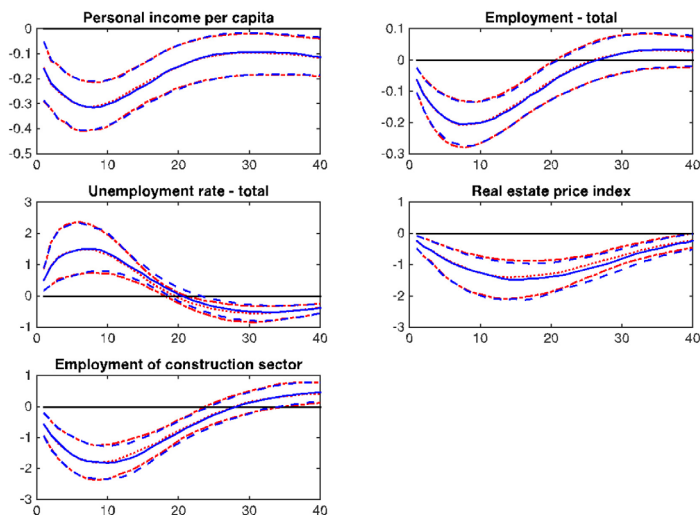 Personal income per capita
0
-0.1
-0.2
-0.3
-0.4
-0.5
0 10 20 30 40
Employment - total
0.1
0
-0.1
-0.2
-0.3
0 10 20 30 40
Unemployment rate - total
3
2
1
0
-1
0 10 20 30 40
Real estate price index
1
0
-1
-2
-3
0 10 20 30 40
Employment of construction sector
1
0
-1
-2
-3
0 10 20 30 40